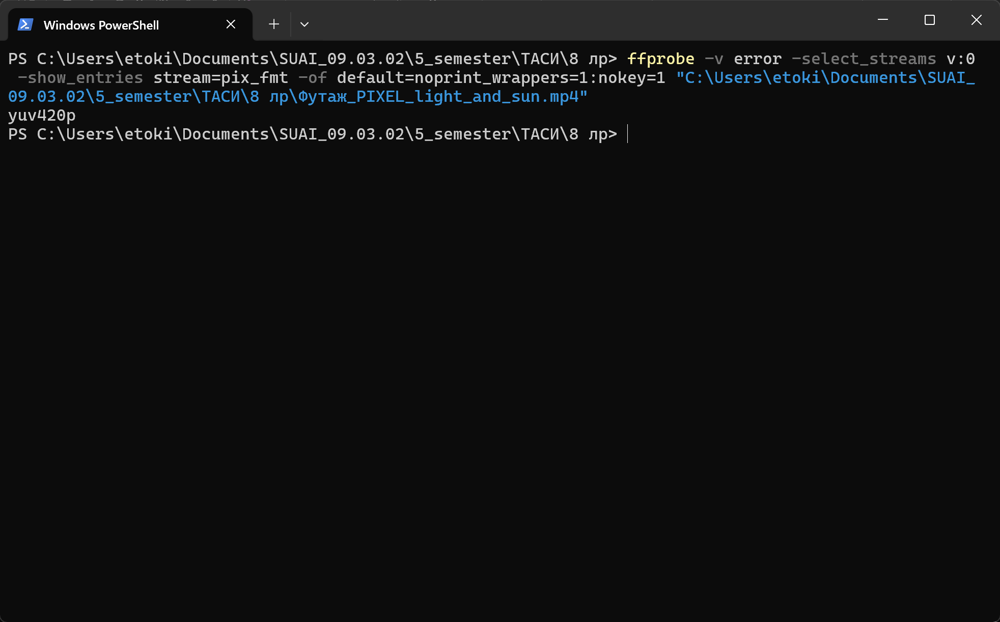 Windows PowerShell
PS C:\Users\etoki\Documents\SUAI_09.03.02\5_semester\ТАСИ\8 лр> ffprobe -v error -select_streams v:0
-show_entries stream=pix_fmt -of default=noprint_wrappers=1:nokey=1 "C:\Users\etoki\Documents\SUAI_
09.03.02\5_semester\ТАСИ\8 лр\Футаж_PIXEL_light_and_sun.mp4"
yuv420p
PS C:\Users\etoki\Documents\SUAI_09.03.02\5_semester\ТАСИ\8 лр>